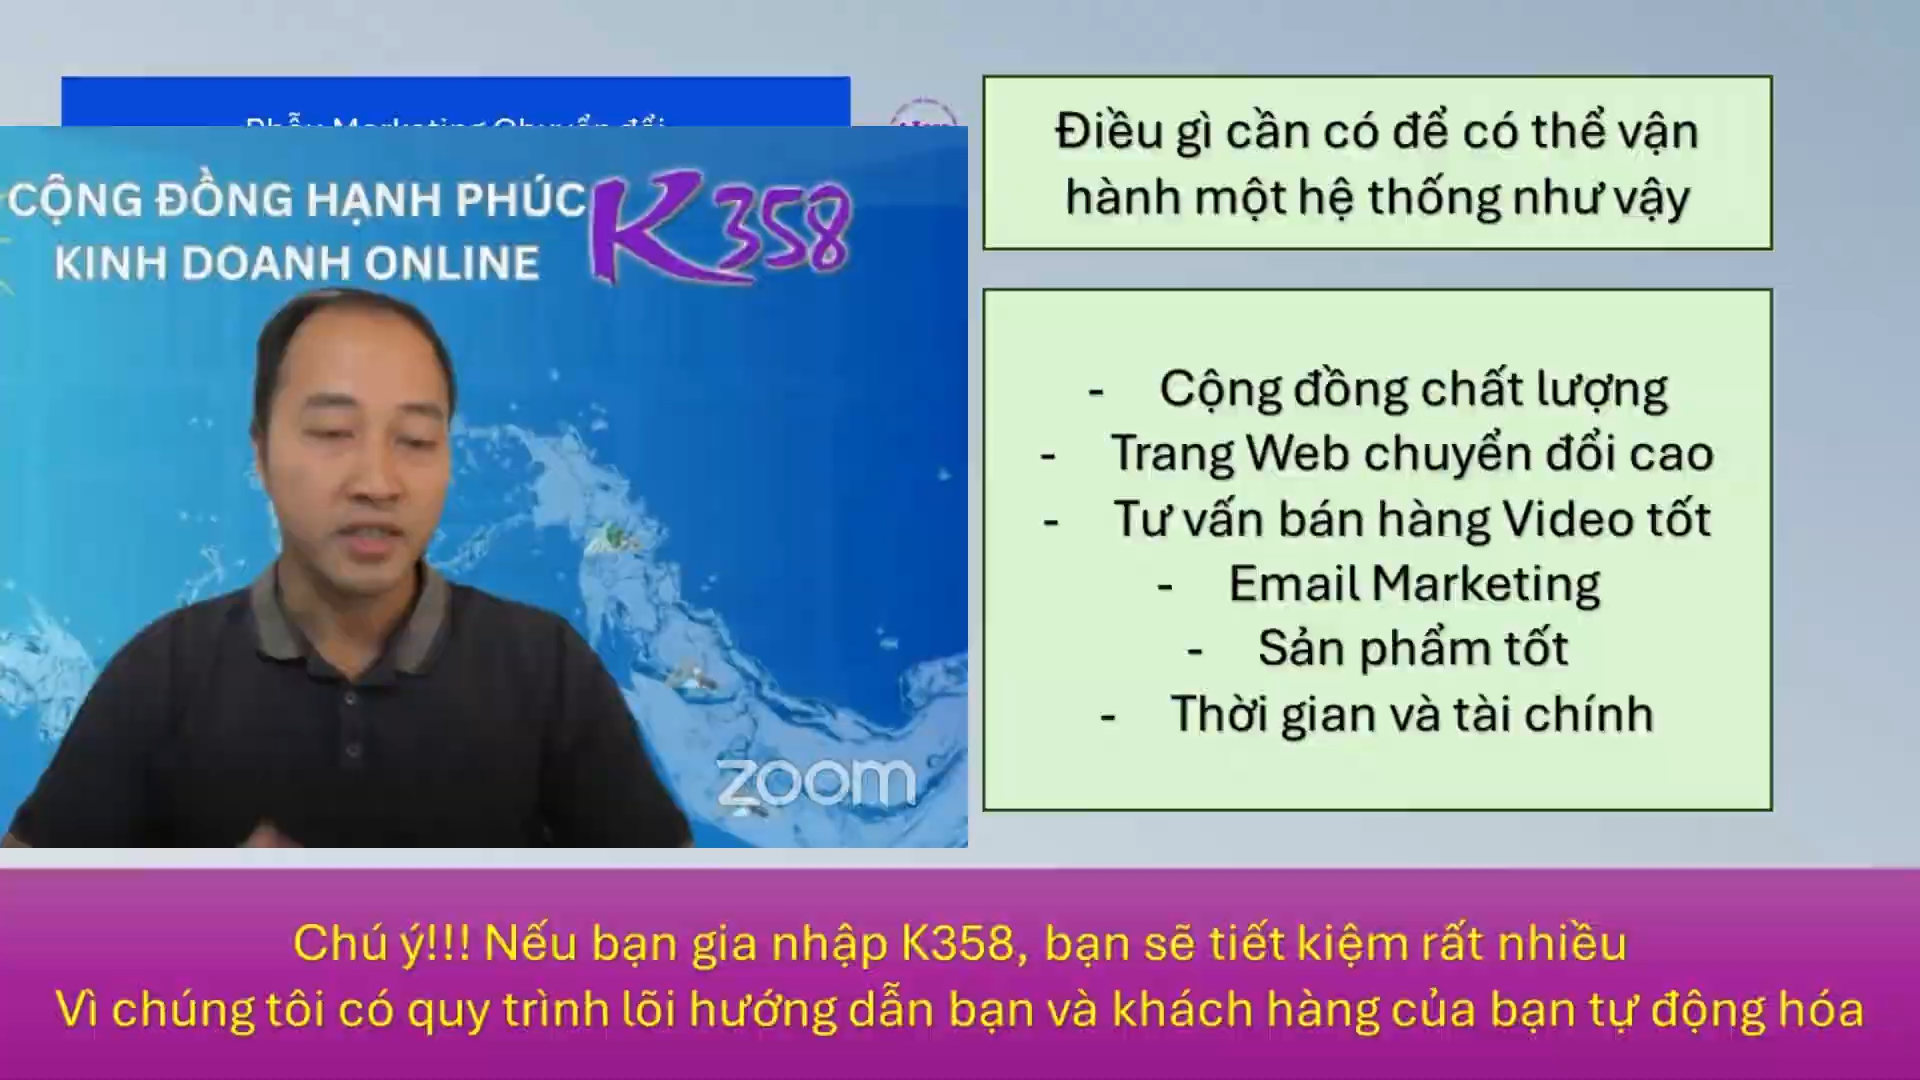 Phễu Marketing Chuyển đổi
CỘNG ĐỒNG HẠNH PHÚC
KINH DOANH ONLINE
K358
zoom
Điều gì cần có để có thể vận
hành một hệ thống như vậy
- Cộng đồng chất lượng
- Trang Web chuyển đổi cao
- Tư vấn bán hàng Video tốt
- Email Marketing
- Sản phẩm tốt
- Thời gian và tài chính
Chú ý!!! Nếu bạn gia nhập K358, bạn sẽ tiết kiệm rất nhiều
Vì chúng tôi có quy trình lõi hướng dẫn bạn và khách hàng của bạn tự động hóa